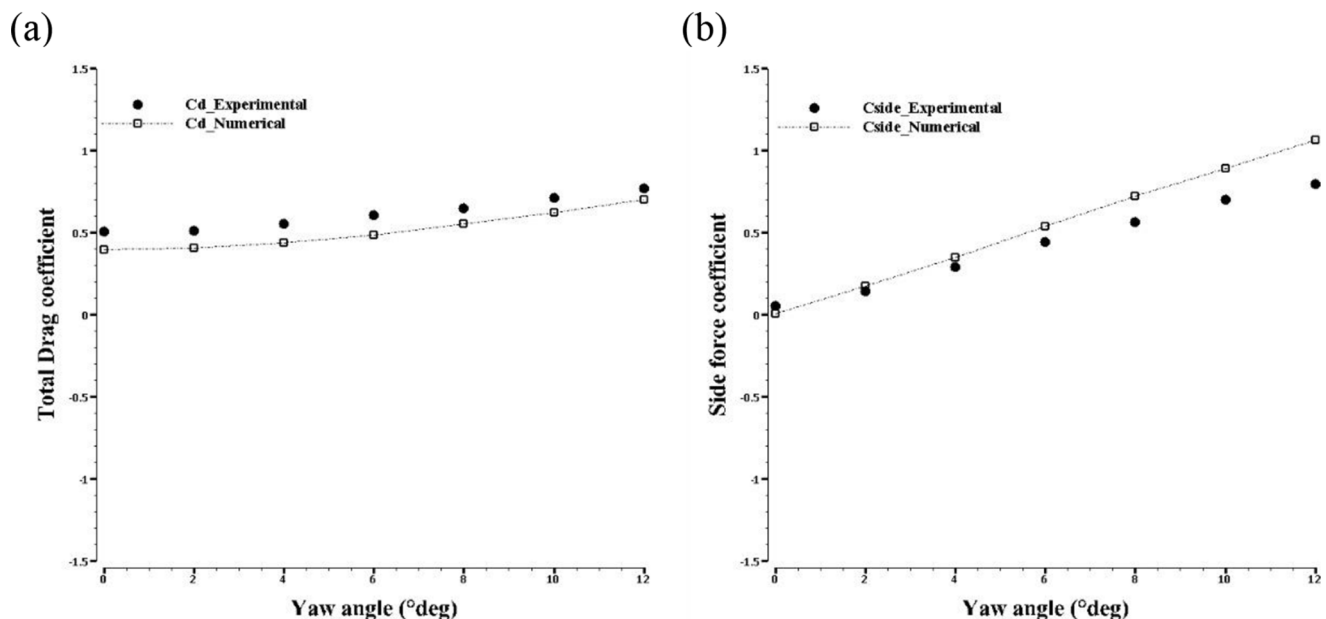 (a)
1.5
Cd_Experimental
Cd_Numerical
1
0.5
0
-0.5
-1
-1.5
Total Drag coefficient
0 2 4 6 8 10 12
Yaw angle (°deg)
(b)
1.5
Cside_Experimental
Cside_Numerical
1
0.5
0
-0.5
-1
-1.5
Side force coefficient
0 2 4 6 8 10 12
Yaw angle (°deg)